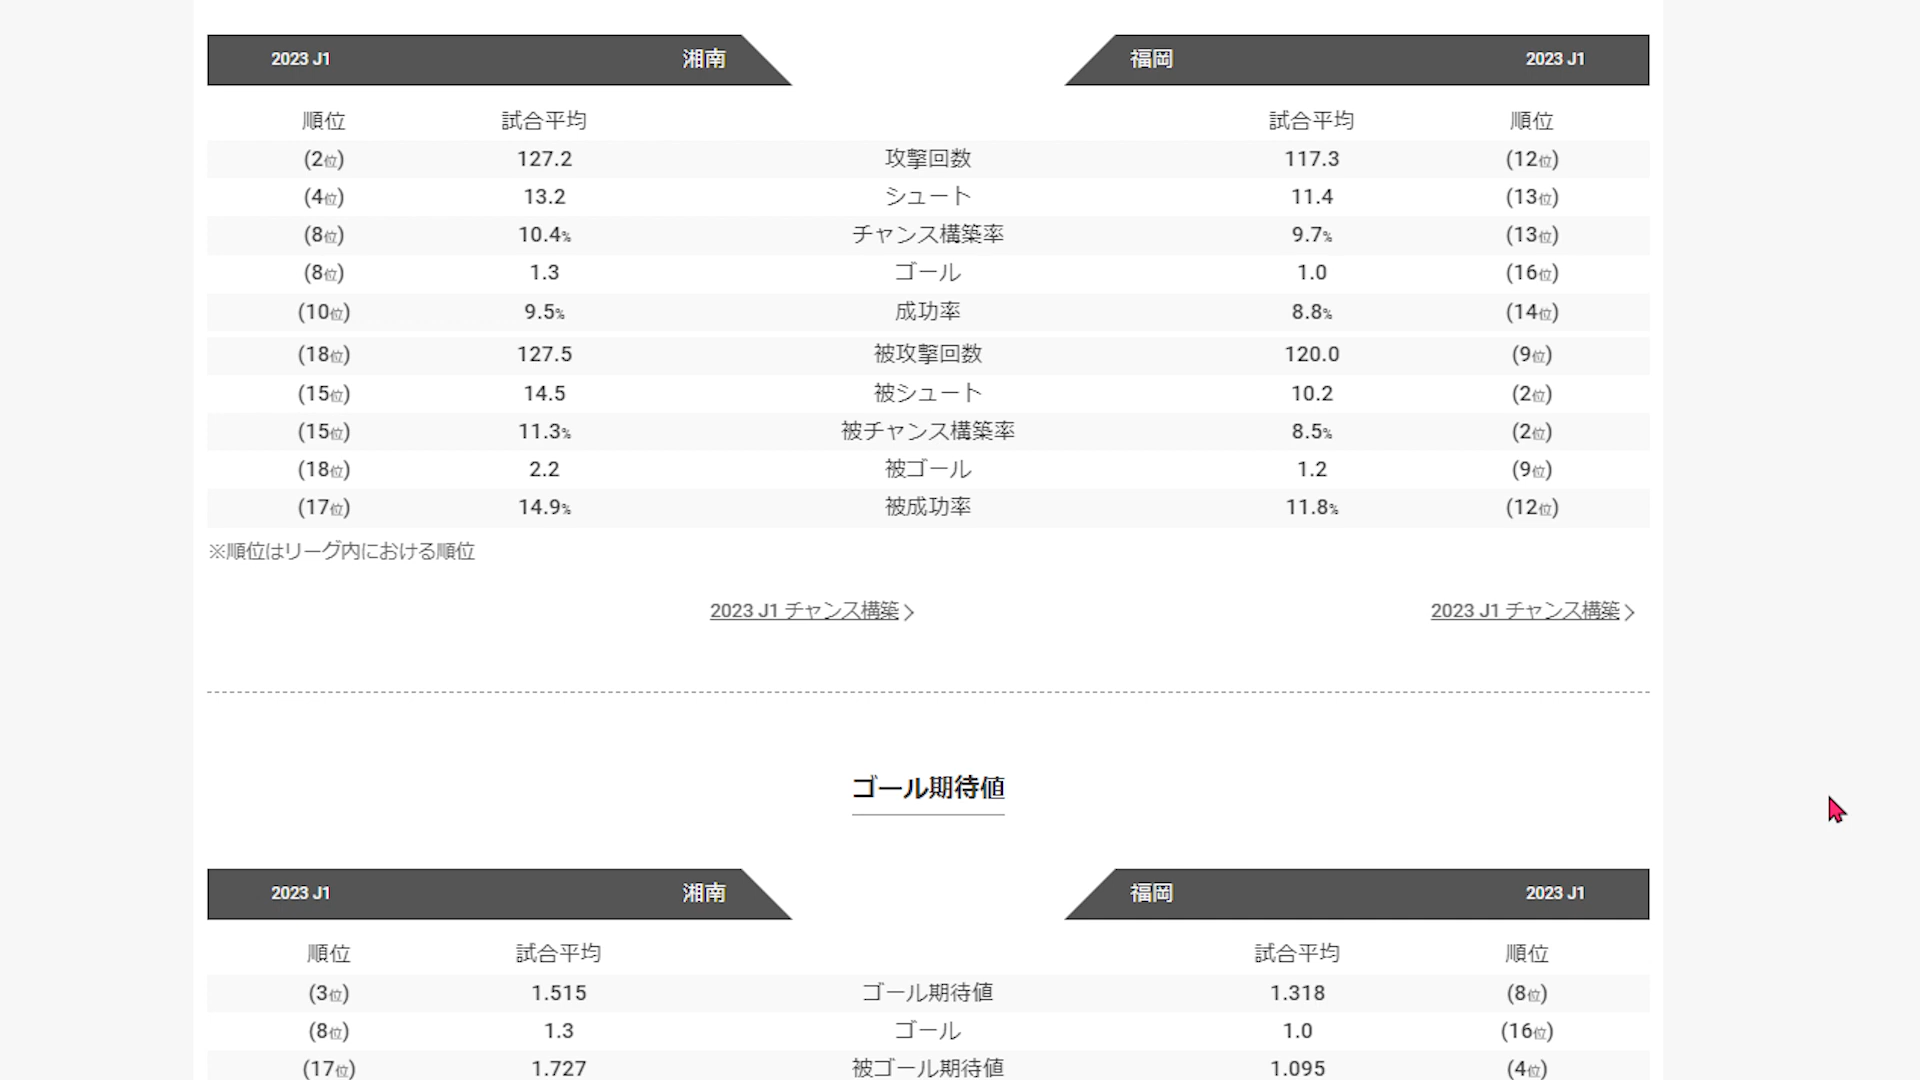 2023 J1 湘南 福岡 2023 J1
順位 試合平均 試合平均 順位
(2位) 127.2 攻撃回数 117.3 (12位)
(4位) 13.2 シュート 11.4 (13位)
(8位) 10.4% チャンス構築率 9.7% (13位)
(8位) 1.3 ゴール 1.0 (16位)
(10位) 9.5% 成功率 8.8% (14位)
(18位) 127.5 被攻撃回数 120.0 (9位)
(15位) 14.5 被シュート 10.2 (2位)
(15位) 11.3% 被チャンス構築率 8.5% (2位)
(18位) 2.2 被ゴール 1.2 (9位)
(17位) 14.9% 被成功率 11.8% (12位)
※順位はリーグ内における順位
2023 J1 チャンス構築 2023 J1 チャンス構築
ゴール期待値
2023 J1 湘南 福岡 2023 J1
順位 試合平均 試合平均 順位
(3位) 1.515 ゴール期待値 1.318 (8位)
(8位) 1.3 ゴール 1.0 (16位)
(17位) 1.727 被ゴール期待値 1.095 (4位)